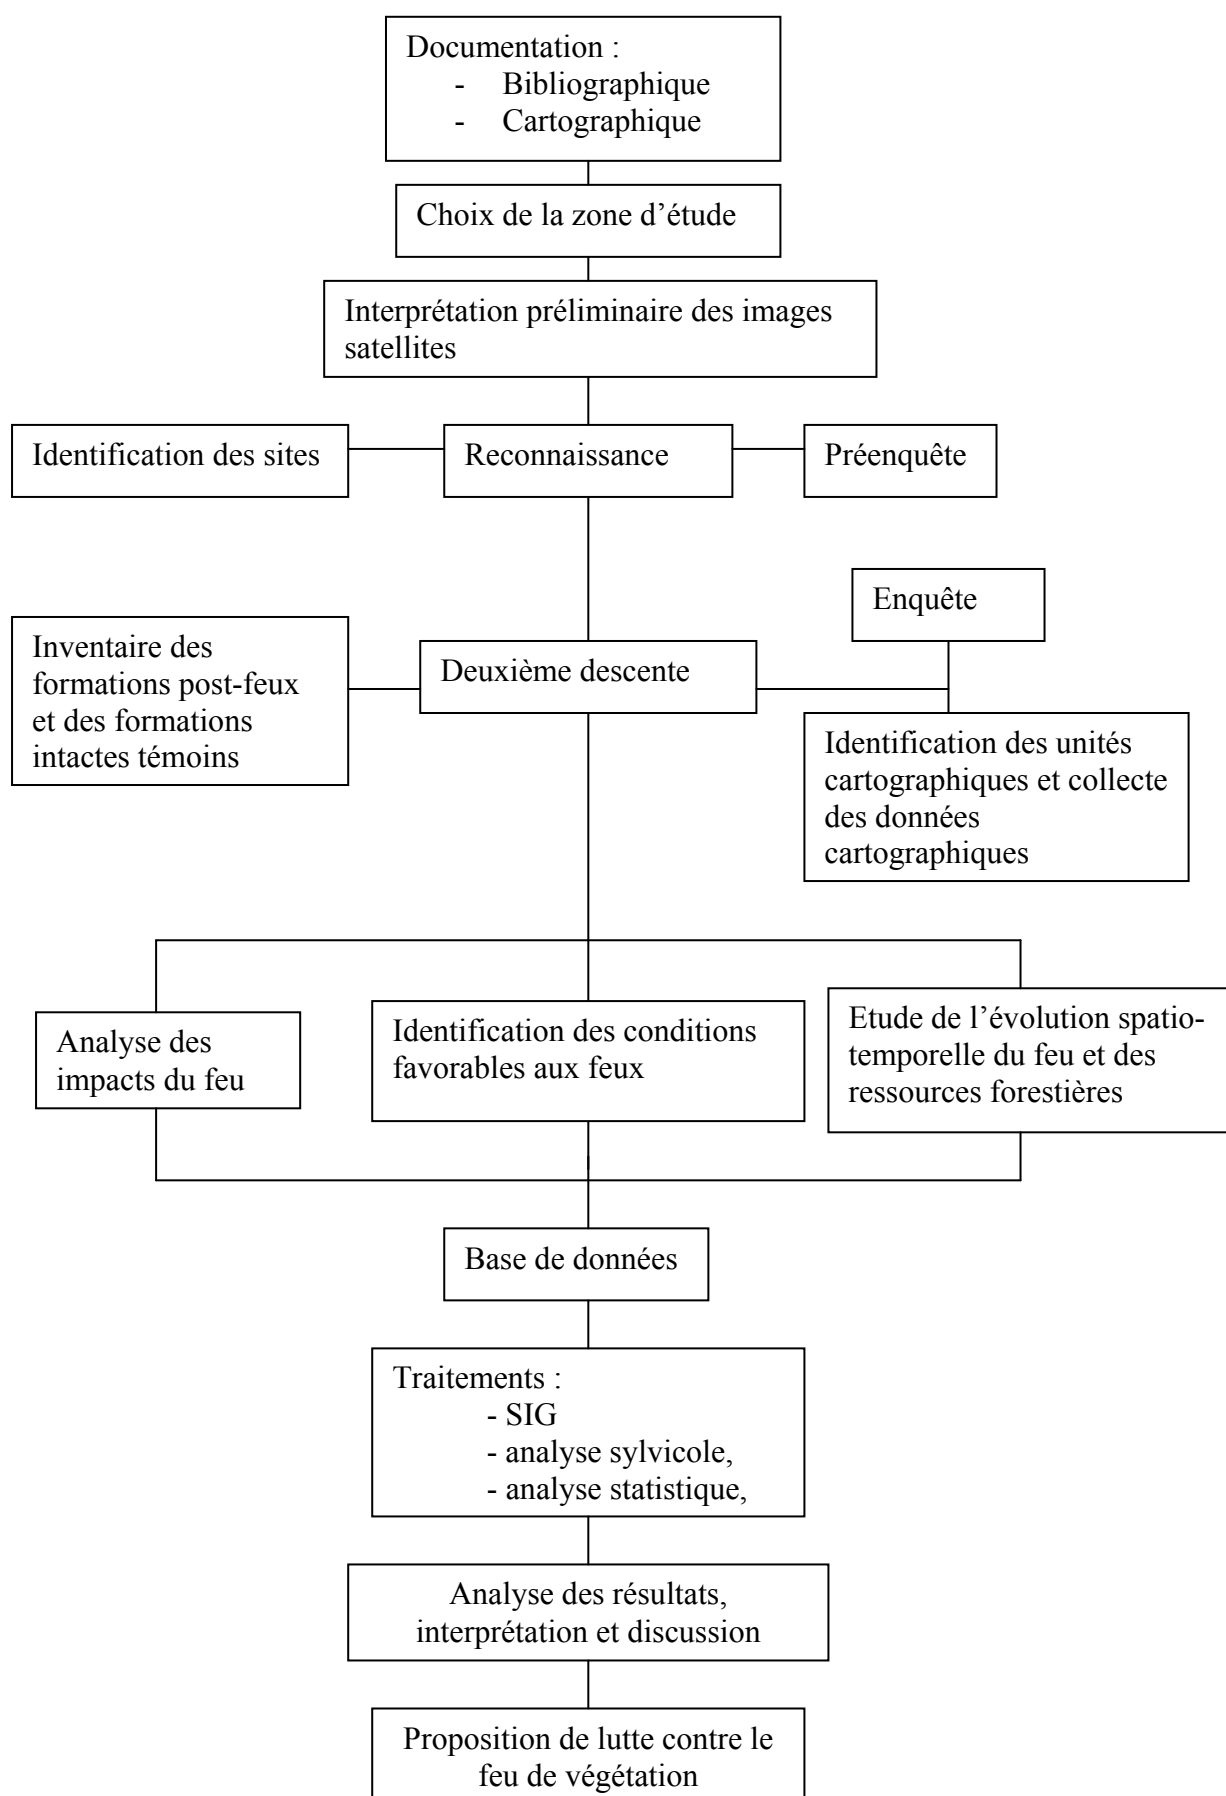 Documentation :
- Bibliographique
- Cartographique
Choix de la zone d’étude
Interprétation préliminaire des images
satellites
Identification des sites
Reconnaissance
Préenquête
Enquête
Inventaire des
formations post-feux
et des formations
intactes témoins
Deuxième descente
Identification des unités
cartographiques et collecte
des données
cartographiques
Analyse des
impacts du feu
Identification des conditions
favorables aux feux
Etude de l’évolution spatio-
temporelle du feu et des
ressources forestières
Base de données
Traitements :
- SIG
- analyse sylvicole,
- analyse statistique,
Analyse des résultats,
interprétation et discussion
Proposition de lutte contre le
feu de végétation